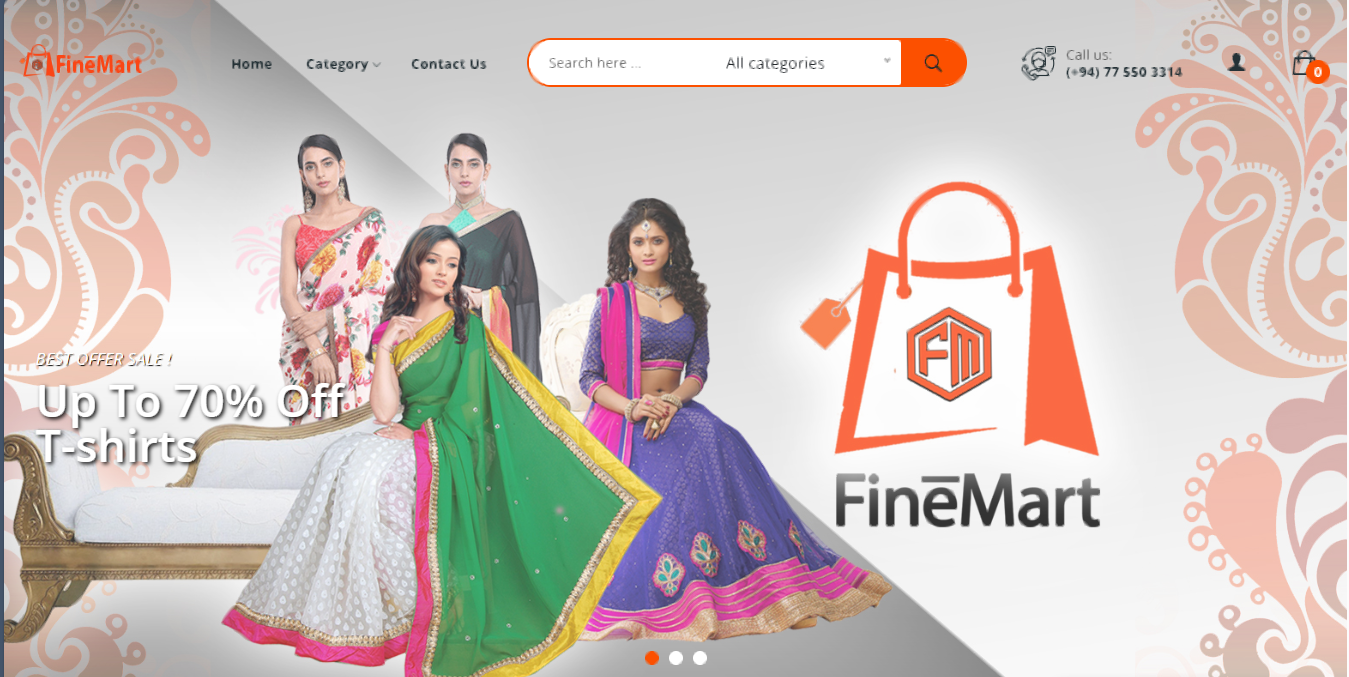 FinēMart
Home
Category
Contact Us
Search here ...
All categories
Call us:
(+94) 77 550 3314
0
FM
FinēMart
BEST OFFER SALE !
Up To 70% Off
T-shirts